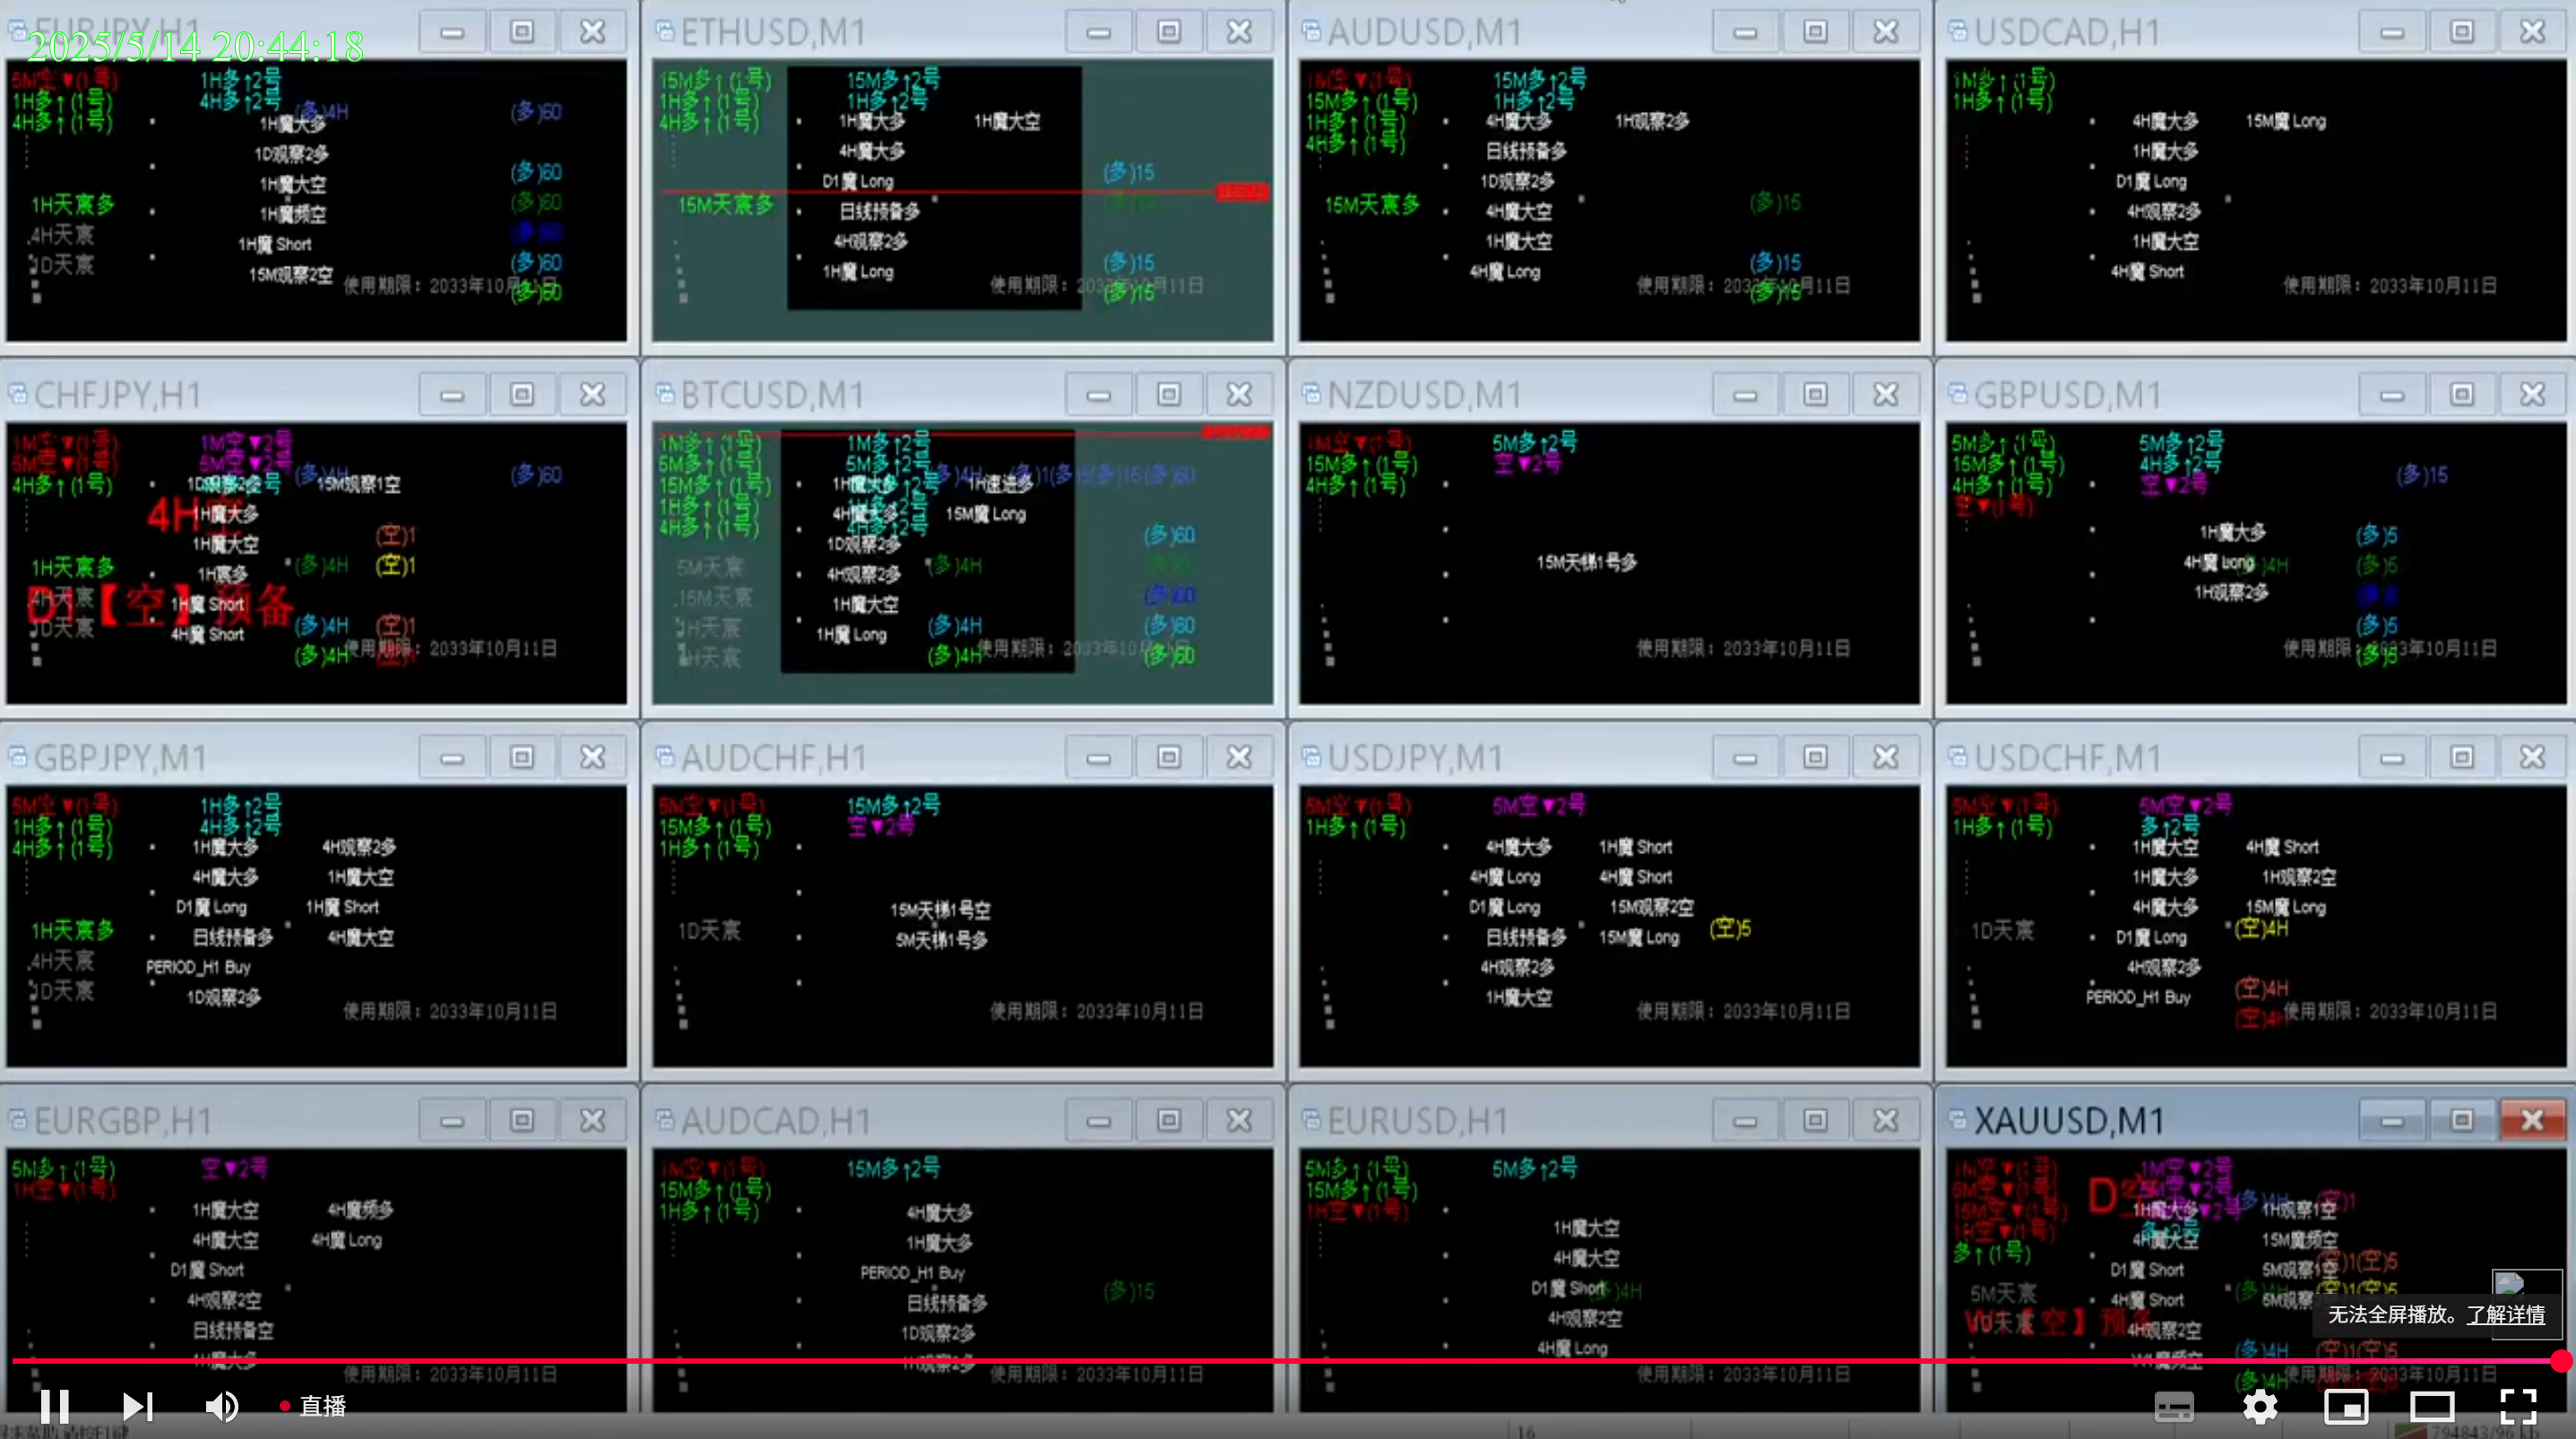 EURJPY,H1
2025/5/14 20:44:18
5M空▼(1号)
1H多↑(1号)
4H多↑(1号)
1H多↑2号
4H多↑2号
(多)4H
(多)60
1H魔大多
1D观察2多
1H魔大空
1H魔频空
1H魔 Short
15M观察2空
(多)60
(多)60
(多)60
(多)60
1H天宸多
4H天宸
1D天宸
使用期限：2033年10月11日
ETHUSD,M1
15M多↑(1号)
1H多↑(1号)
4H多↑(1号)
15M多↑2号
1H多↑2号
1H魔大多
1H魔大空
4H魔大多
D1魔 Long
日线预备多
4H观察2多
1H魔 Long
15M天宸多
(多)15
(多)15
(多)15
使用期限：2033年10月11日
AUDUSD,M1
1M空▼(1号)
15M多↑(1号)
1H多↑(1号)
4H多↑(1号)
15M多↑2号
1H多↑2号
4H魔大多
1H观察2多
日线预备多
1D观察2多
4H魔大空
1H魔大空
4H魔 Long
15M天宸多
(多)15
(多)15
(多)15
使用期限：2033年10月11日
USDCAD,H1
1M多↑(1号)
1H多↑(1号)
4H魔大多
15M魔 Long
1H魔大多
D1魔 Long
4H观察2多
1H魔大空
4H魔 Short
使用期限：2033年10月11日
CHFJPY,H1
1M空▼(1号)
5M空▼(1号)
4H多↑(1号)
1M空▼2号
5M空▼2号
(多)4H
(多)60
1D观察2多
15M观察1空
4H
1H魔大多
1H魔大空
1H宸多
1H魔 Short
4H魔 Short
(空)1
(多)4H
(空)1
(多)4H
(空)1
(多)4H
1H天宸多
4H天宸
【空】预备
1D天宸
使用期限：2033年10月11日
BTCUSD,M1
1M多↑(1号)
5M多↑(1号)
15M多↑(1号)
1H多↑(1号)
4H多↑(1号)
1M多↑2号
5M多↑2号
1H魔大多
1H速进多
4H魔大多
15M魔 Long
1D观察2多
4H观察2多
1H魔大空
1H魔 Long
(多)60
(多)4H
(多)60
(多)4H
(多)60
(多)4H
(多)60
5M天宸
15M天宸
1H天宸
4H天宸
使用期限：2033年10月11日
NZDUSD,M1
1M空▼(1号)
15M多↑(1号)
4H多↑(1号)
5M多↑2号
空▼2号
15M天梯1号多
使用期限：2033年10月11日
GBPUSD,M1
5M多↑(1号)
15M多↑(1号)
4H多↑(1号)
空▼(1号)
5M多↑2号
4H多↑2号
空▼2号
(多)15
1H魔大多
4H魔 Long
1H观察2多
(多)5
(多)5
(多)5
(多)5
使用期限：2033年10月11日
GBPJPY,M1
5M空▼(1号)
1H多↑(1号)
4H多↑(1号)
1H多↑2号
4H多↑2号
1H魔大多
4H观察2多
4H魔大多
1H魔大空
D1魔 Long
1H魔 Short
日线预备多
4H魔大空
PERIOD_H1 Buy
1D观察2多
1H天宸多
4H天宸
1D天宸
使用期限：2033年10月11日
AUDCHF,H1
5M空▼(1号)
15M多↑(1号)
1H多↑(1号)
15M多↑2号
空▼2号
15M天梯1号空
5M天梯1号多
1D天宸
使用期限：2033年10月11日
USDJPY,M1
5M空▼(1号)
1H多↑(1号)
5M空▼2号
4H魔大多
1H魔 Short
4H魔 Long
4H魔 Short
D1魔 Long
15M观察2空
日线预备多
15M魔 Long
(空)5
4H观察2多
1H魔大空
使用期限：2033年10月11日
USDCHF,M1
5M空▼(1号)
1H多↑(1号)
5M空▼2号
多↑2号
1H魔大空
4H魔 Short
1H魔大多
1H观察2空
4H魔大多
15M魔 Long
D1魔 Long
(空)4H
4H观察2多
PERIOD_H1 Buy
(空)4H
(空)4H
1D天宸
使用期限：2033年10月11日
EURGBP,H1
5M多↑(1号)
1H空▼(1号)
空▼2号
1H魔大空
4H魔频多
4H魔大空
4H魔 Long
D1魔 Short
4H观察2空
日线预备空
1H魔大多
使用期限：2033年10月11日
AUDCAD,H1
1M空▼(1号)
15M多↑(1号)
1H多↑(1号)
15M多↑2号
4H魔大多
1H魔大多
PERIOD_H1 Buy
日线预备多
1D观察2多
1H观察2多
(多)15
使用期限：2033年10月11日
EURUSD,H1
5M多↑(1号)
15M多↑(1号)
1H空▼(1号)
5M多↑2号
1H魔大空
4H魔大空
D1魔 Short
4H观察2空
4H魔 Long
使用期限：2033年10月11日
XAUUSD,M1
1M空▼(1号)
5M空▼(1号)
15M空▼(1号)
1H空▼(1号)
多↑(1号)
1M空▼2号
1H魔大多
1H观察1空
4H魔大空
15M魔频空
D1魔 Short
5M观察1空
4H魔 Short
4H观察2空
5M天宸
(多)4H
(空)1(空)5
(多)4H
使用期限：2033年10月11日
无法全屏播放。了解详情
直播
16
794843/96 kb